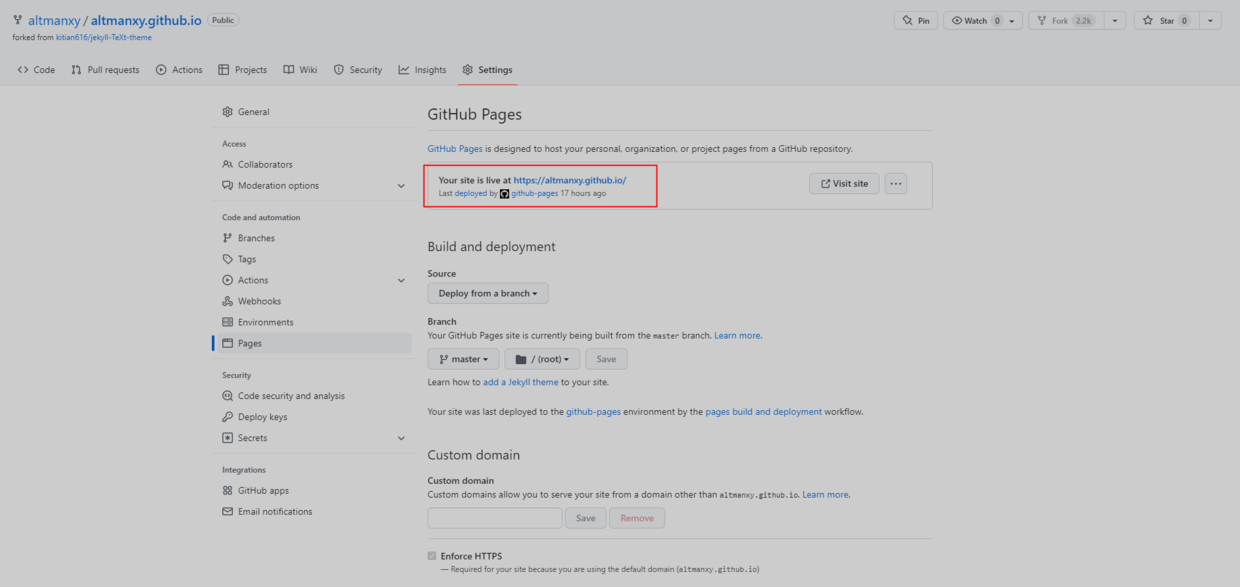 altmanxy / altmanxy.github.io Public
Pin Watch 0 Fork 2.2k Star 0
forked from kitian616/jekyll-TeXt-theme
Code Pull requests Actions Projects Wiki Security Insights Settings
General
Access
Collaborators
Moderation options
Code and automation
Branches
Tags
Actions
Webhooks
Environments
Pages
Security
Code security and analysis
Deploy keys
Secrets
Integrations
GitHub apps
Email notifications
GitHub Pages
GitHub Pages is designed to host your personal, organization, or project pages from a GitHub repository.
Your site is live at https://altmanxy.github.io/
Last deployed by github-pages 17 hours ago
Visit site
Build and deployment
Source
Deploy from a branch
Branch
Your GitHub Pages site is currently being built from the master branch. Learn more.
master / (root) Save
Learn how to add a Jekyll theme to your site.
Your site was last deployed to the github-pages environment by the pages build and deployment workflow.
Custom domain
Custom domain
Custom domains allow you to serve your site from a domain other than altmanxy.github.io. Learn more.
Save Remove
Enforce HTTPS
— Required for your site because you are using the default domain (altmanxy.github.io)